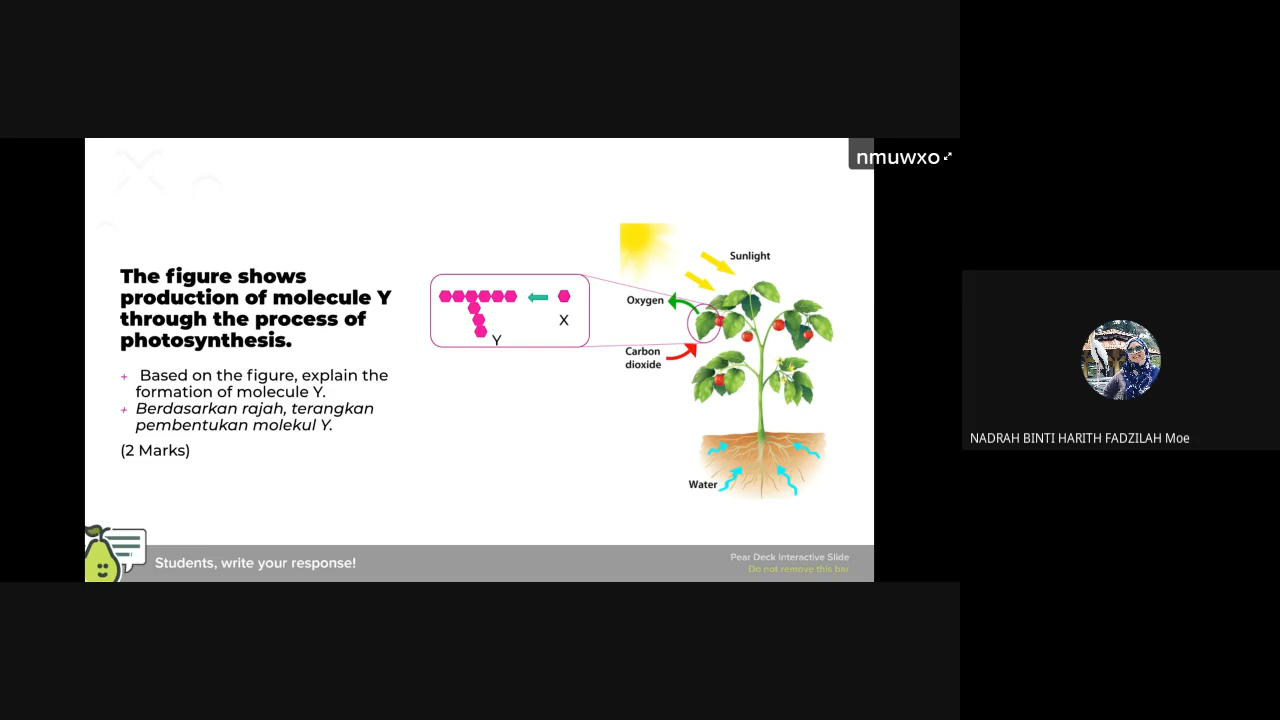 nmuwxo
The figure shows
production of molecule Y
through the process of
photosynthesis.
+ Based on the figure, explain the
formation of molecule Y.
+ Berdasarkan rajah, terangkan
pembentukan molekul Y.
(2 Marks)
X
Y
Sunlight
Oxygen
Carbon
dioxide
Water
Students, write your response!
Pear Deck Interactive Slide
Do not remove this bar
NADRAH BINTI HARITH FADZILAH Moe